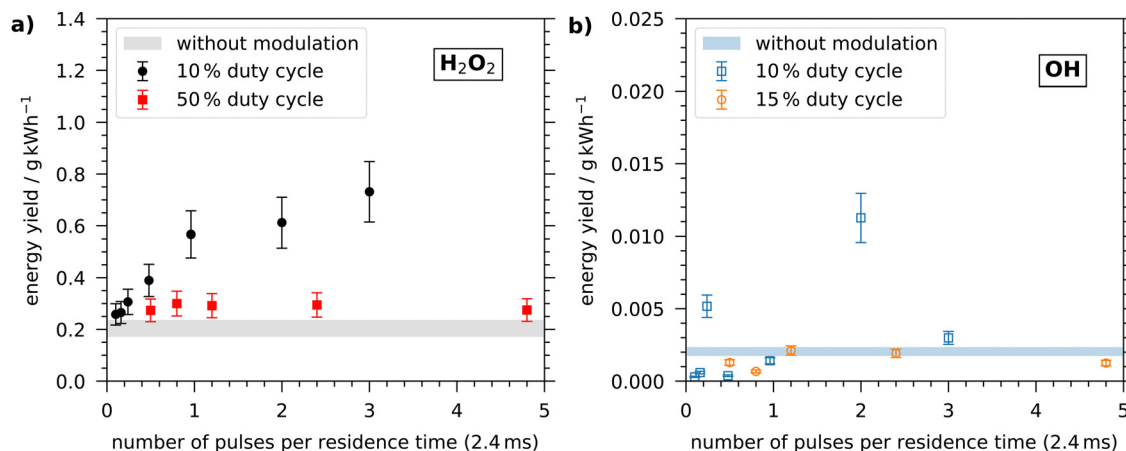 a)
without modulation
10 % duty cycle
50 % duty cycle
H₂O₂
energy yield / g kWh⁻¹
1.4
1.2
1.0
0.8
0.6
0.4
0.2
0.0
0 1 2 3 4 5
number of pulses per residence time (2.4 ms)
b)
without modulation
10 % duty cycle
15 % duty cycle
OH
energy yield / g kWh⁻¹
0.025
0.020
0.015
0.010
0.005
0.000
0 1 2 3 4 5
number of pulses per residence time (2.4 ms)